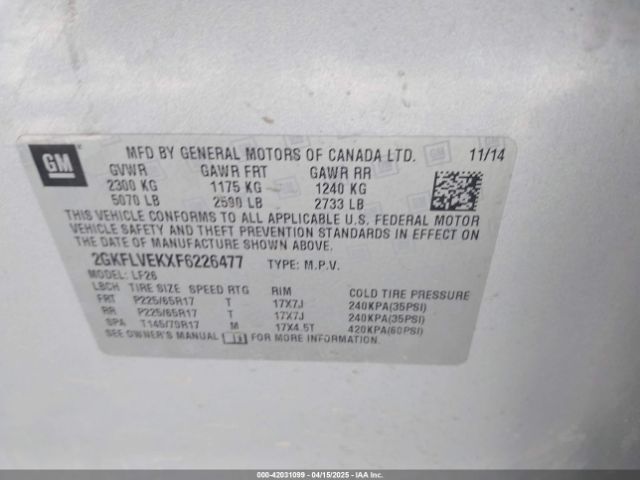 GM
MFD BY GENERAL MOTORS OF CANADA LTD. 11/14
GVWR GAWR FRT GAWR RR
2300 KG 1175 KG 1240 KG
5070 LB 2590 LB 2733 LB
THIS VEHICLE CONFORMS TO ALL APPLICABLE U.S. FEDERAL MOTOR
VEHICLE SAFETY AND THEFT PREVENTION STANDARDS IN EFFECT ON
THE DATE OF MANUFACTURE SHOWN ABOVE.
2GKFLVEKXF6226477 TYPE: M.P.V.
MODEL: LF26
LBCH TIRE SIZE SPEED RTG RIM COLD TIRE PRESSURE
FRT P225/65R17 T 17X7J 240KPA(35PSI)
RR P225/65R17 T 17X7J 240KPA(35PSI)
SPA T145/70R17 M 17X4.5T 420KPA(60PSI)
SEE OWNER'S MANUAL FOR MORE INFORMATION.
000-42031099 - 04/15/2025 - IAAI.COM